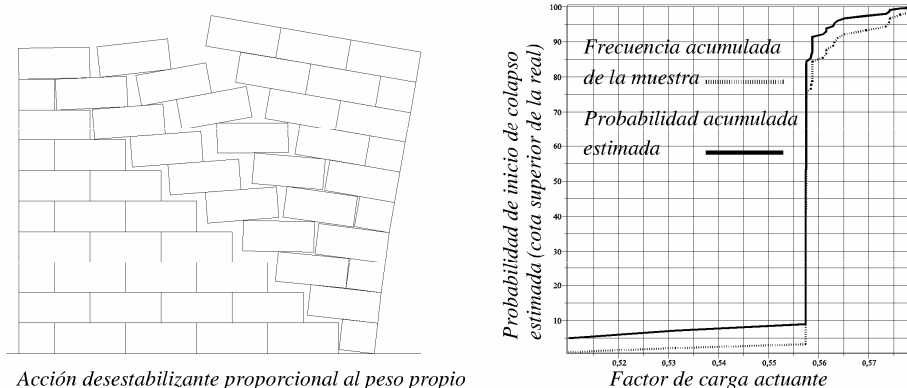 Acción desestabilizante proporcional al peso propio
Probabilidad de inicio de colapso
estimada (cota superior de la real)
100
90
80
70
60
50
40
30
20
10
Frecuencia acumulada
de la muestra
Probabilidad acumulada
estimada
0,52 0,53 0,54 0,55 0,56 0,57
Factor de carga actuante